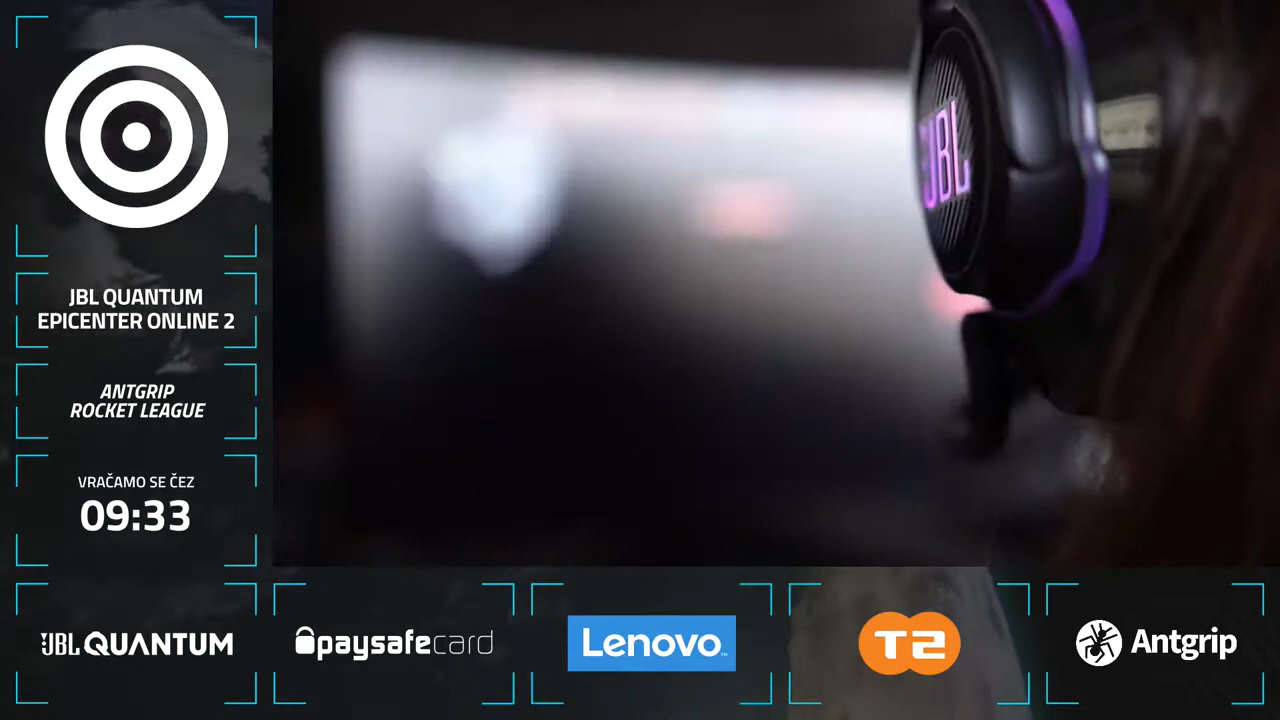 JBL QUANTUM
EPICENTER ONLINE 2
ANTGRIP
ROCKET LEAGUE
VRAČAMO SE ČEZ
09:33
JBL
JBL QUANTUM
paysafecard
Lenovo™
T2
Antgrip